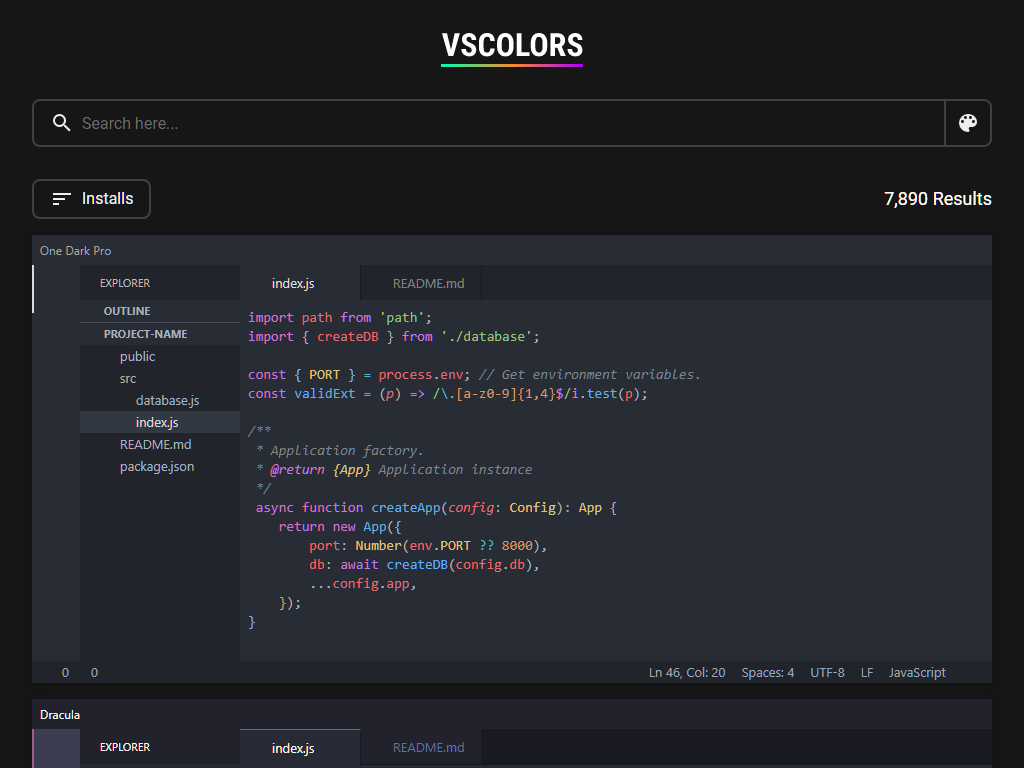 VSCOLORS
Search here...
Installs
7,890 Results
One Dark Pro
EXPLORER
OUTLINE
PROJECT-NAME
public
src
database.js
index.js
README.md
package.json
index.js README.md
import path from 'path';
import { createDB } from './database';
const { PORT } = process.env; // Get environment variables.
const validExt = (p) => /\.[a-z0-9]{1,4}$/i.test(p);
/**
* Application factory.
* @return {App} Application instance
*/
async function createApp(config: Config): App {
return new App({
port: Number(env.PORT ?? 8000),
db: await createDB(config.db),
...config.app,
});
}
0 0 Ln 46, Col: 20 Spaces: 4 UTF-8 LF JavaScript
Dracula
EXPLORER index.js README.md